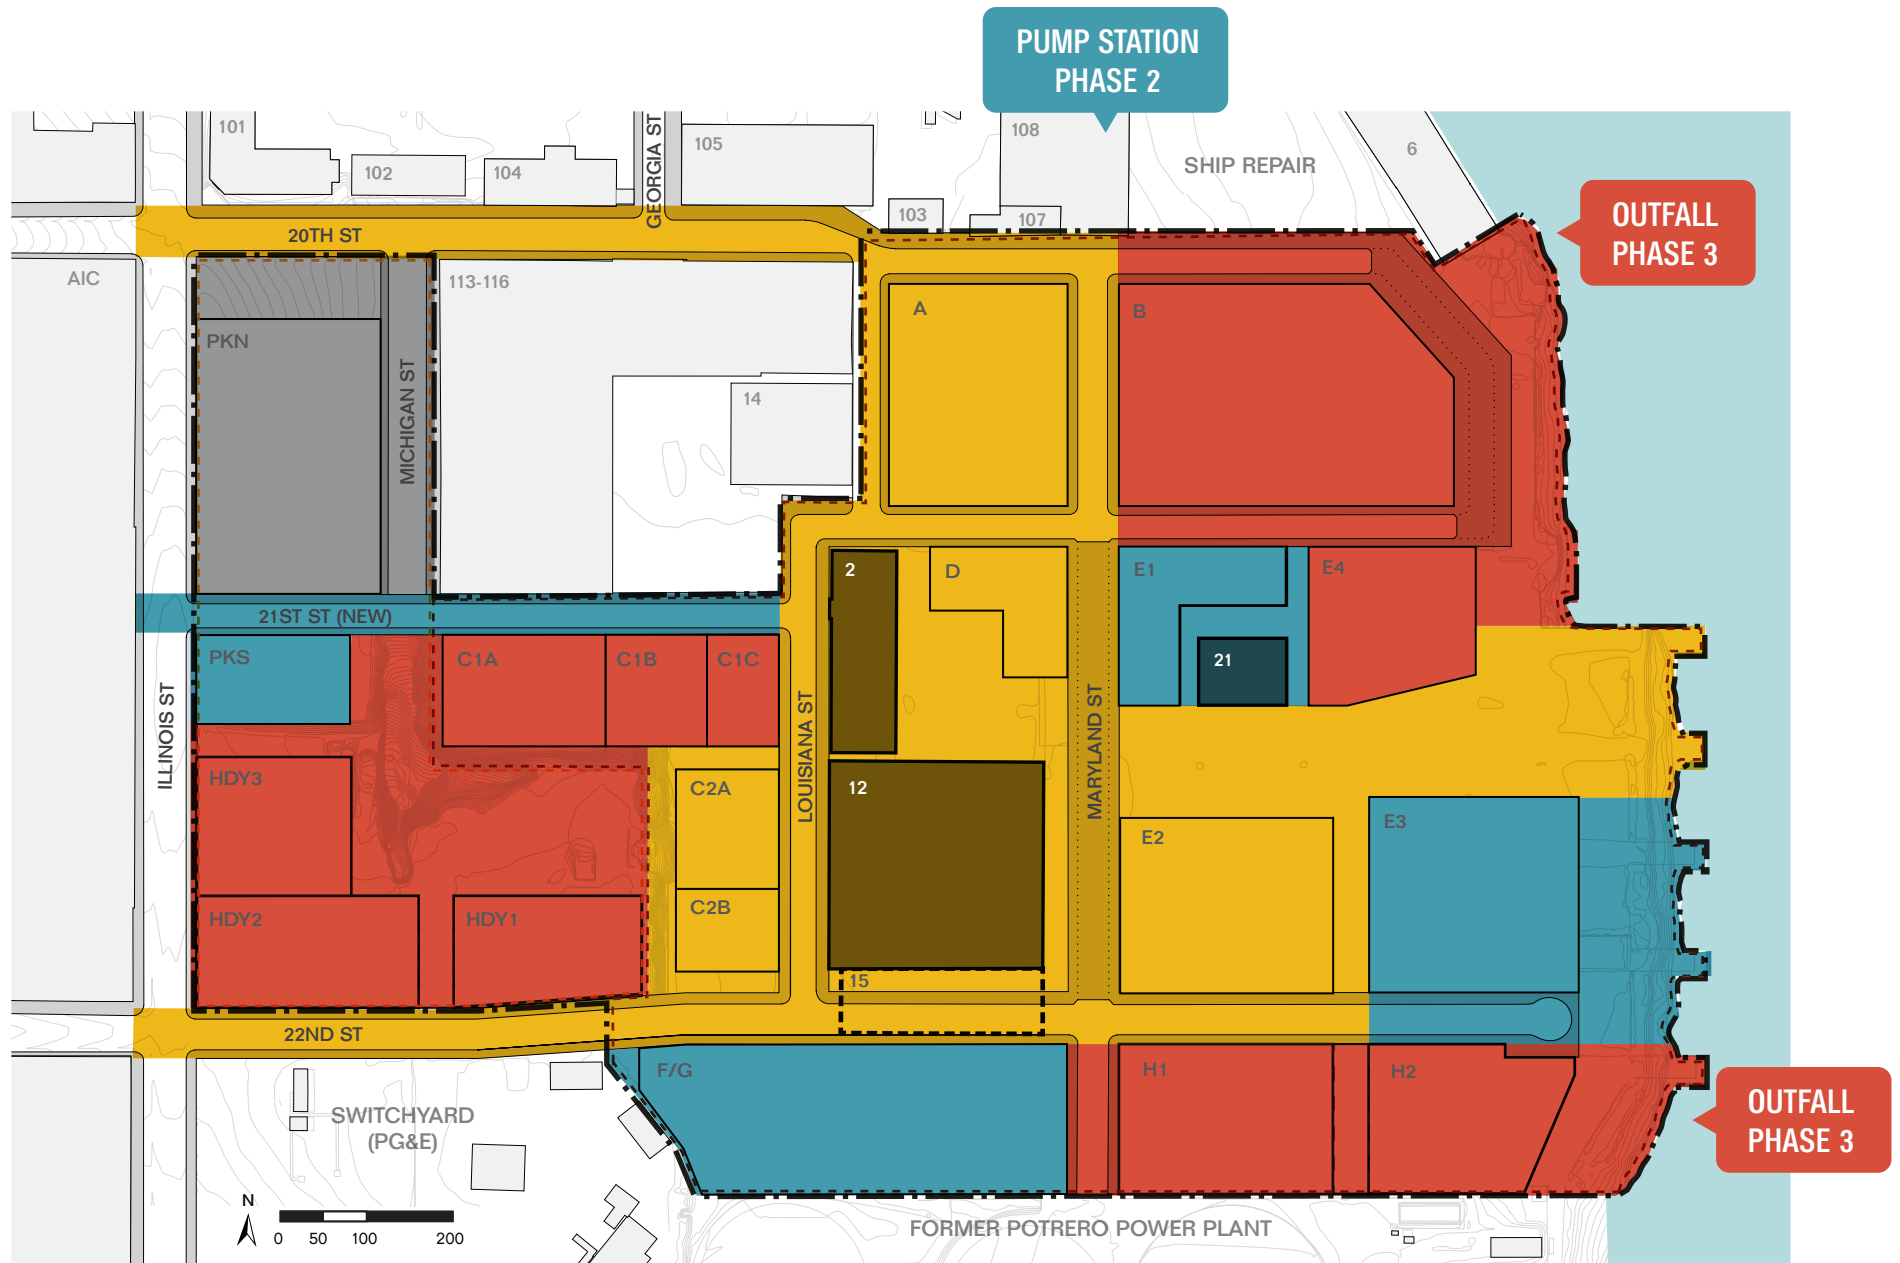 PUMP STATION
PHASE 2
101
102
104
GEORGIA ST
105
108
SHIP REPAIR
6
103
107
OUTFALL
PHASE 3
20TH ST
AIC
113-116
A
B
PKN
MICHIGAN ST
14
2
D
E1
E4
21ST ST (NEW)
PKS
C1A
C1B
C1C
21
ILLINOIS ST
LOUISIANA ST
MARYLAND ST
HDY3
C2A
12
E2
E3
HDY2
HDY1
C2B
15
22ND ST
F/G
H1
H2
SWITCHYARD
(PG&E)
OUTFALL
PHASE 3
N
0 50 100 200
FORMER POTRERO POWER PLANT